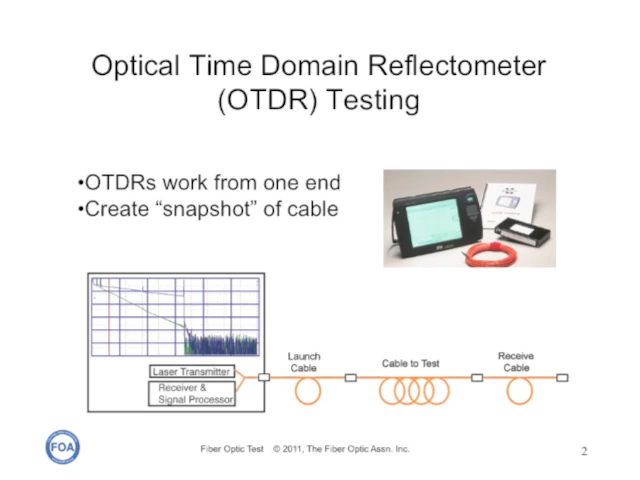 Optical Time Domain Reflectometer
(OTDR) Testing
•OTDRs work from one end
•Create “snapshot” of cable
Laser Transmitter
Receiver &
Signal Processor
Launch
Cable
Cable to Test
Receive
Cable
FOA
Fiber Optic Test © 2011, The Fiber Optic Assn. Inc.
2